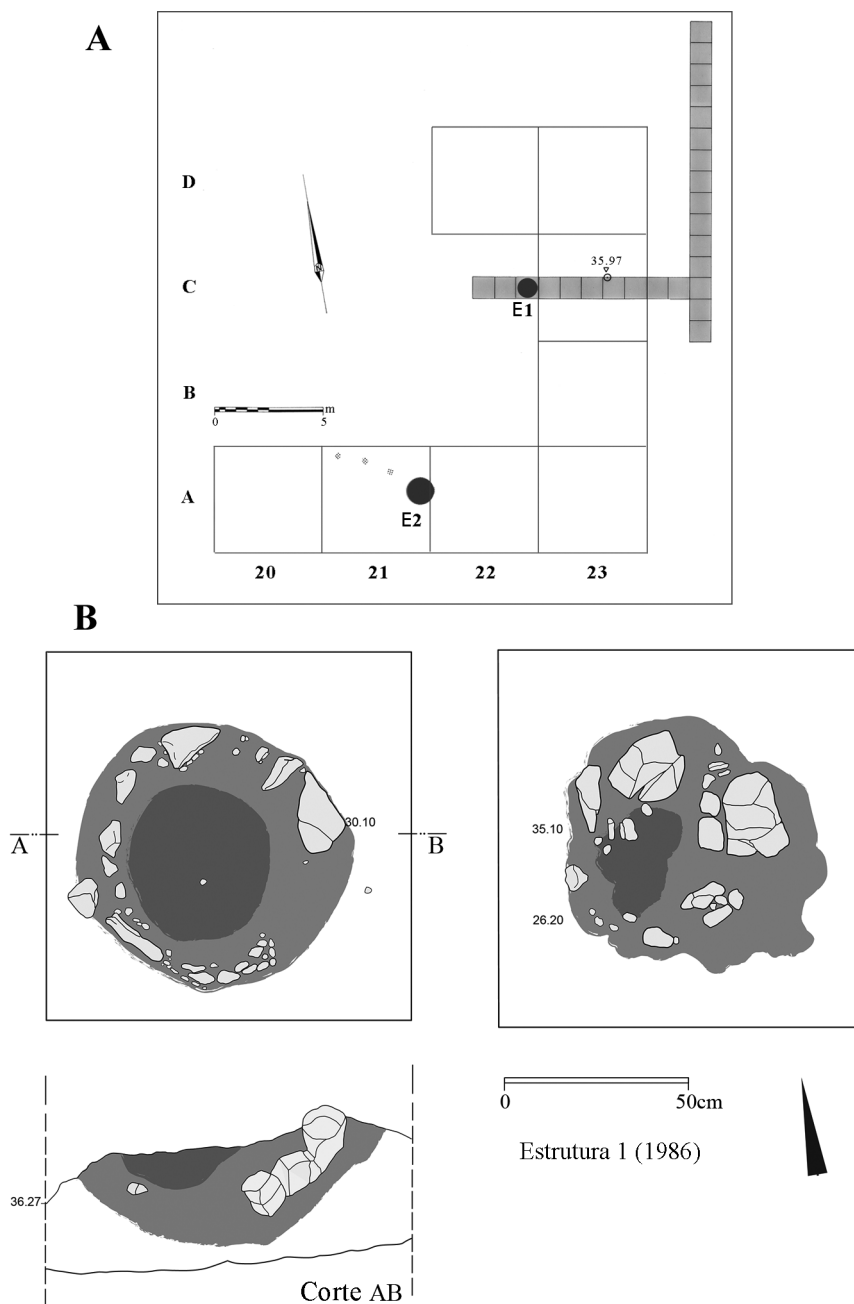 A
D
N
35.97
C
E1
B
m
0 5
A
E2
20 21 22 23
B
30.10
A B
35.10
26.20
0 50cm
Estrutura 1 (1986)
36.27
Corte AB